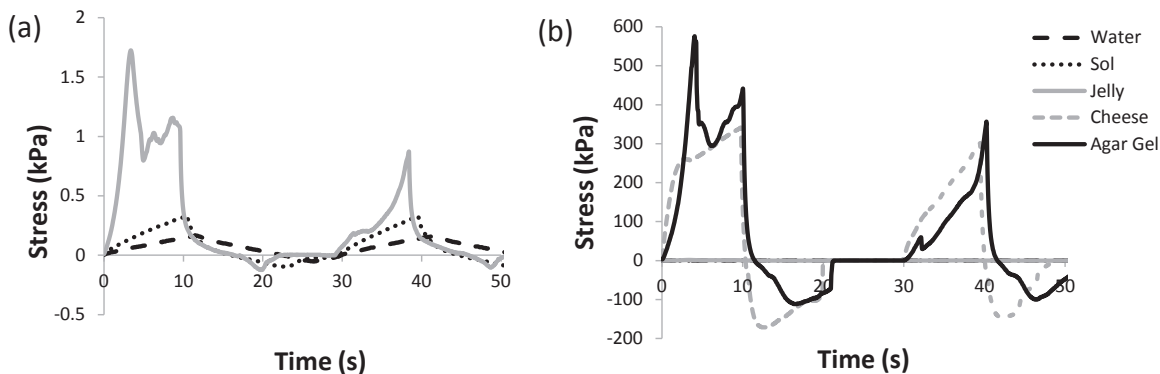 (a)
2
1.5
1
0.5
0
-0.5
Stress (kPa)
0 10 20 30 40 50
Time (s)
(b)
600
500
400
300
200
100
0
-100
-200
Stress (kPa)
0 10 20 30 40 50
Time (s)
Water
Sol
Jelly
Cheese
Agar Gel